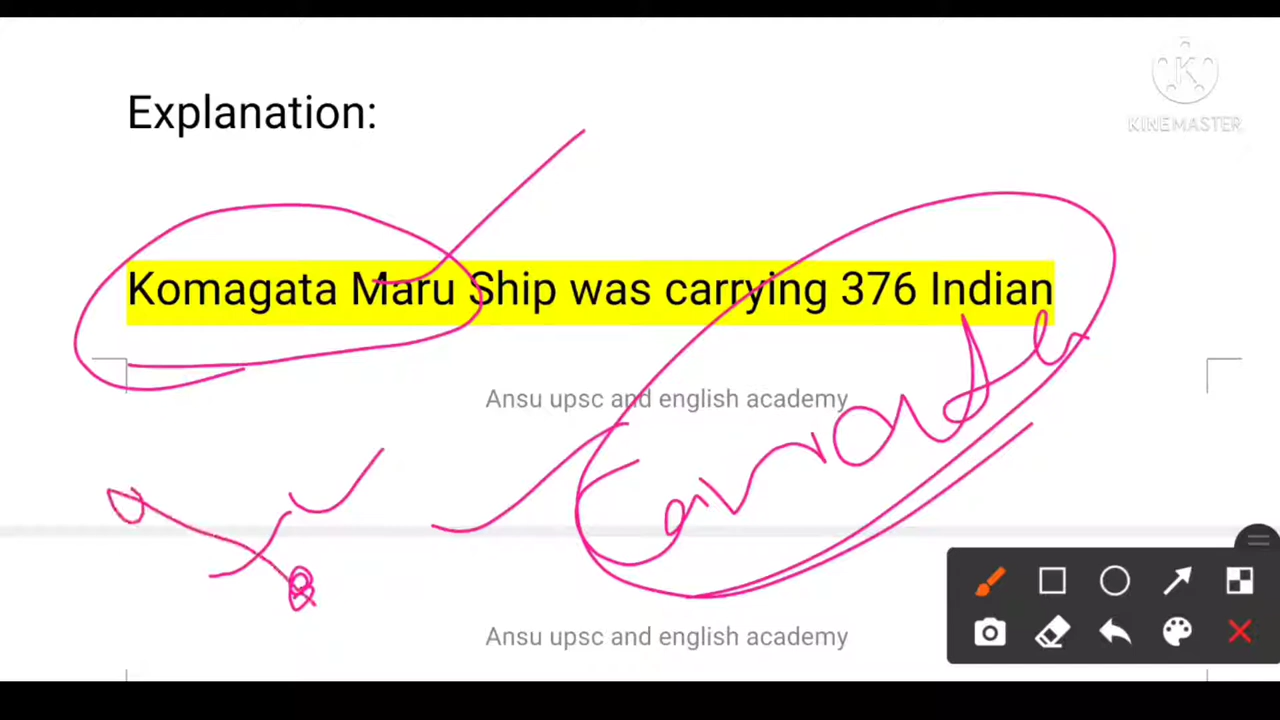 KINEMASTER
Explanation:
Komagata Maru Ship was carrying 376 Indian
Ansu upsc and english academy
Canada
Ansu upsc and english academy